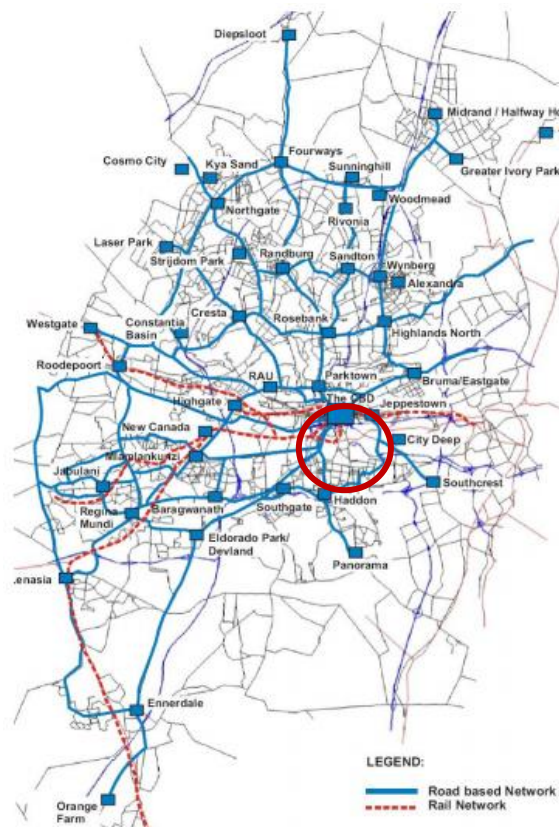 Diepsloot
Midrand / Halfway Ho
Fourways
Cosmo City
Kya Sand
Sunninghill
Greater Ivory Park
Woodmead
Northgate
Rivonia
Laser Park
Strijdom Park
Randburg
Sandton
Wynberg
Alexandra
Westgate
Constantia
Basin
Cresta
Rosebank
Highlands North
Roodepoort
RAU
Parktown
Bruma/Eastgate
Highgate
The CBD
Jeppestown
New Canada
City Deep
Mlamlankunzi
Jabulani
Southcrest
Regina
Mundi
Baragwanath
Southgate
Haddon
Eldorado Park/
Devland
Panorama
enasia
Ennerdale
LEGEND:
Road based Network
Rail Network
Orange
Farm